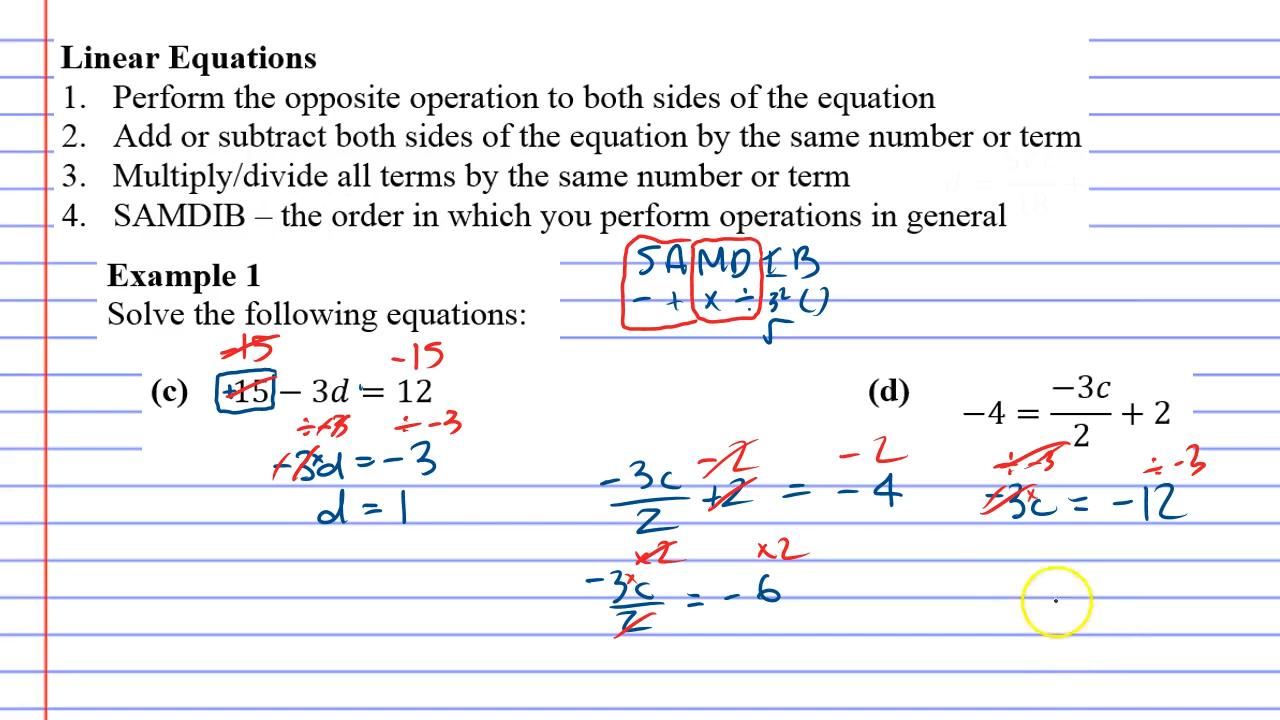 Linear Equations
1. Perform the opposite operation to both sides of the equation
2. Add or subtract both sides of the equation by the same number or term
3. Multiply/divide all terms by the same number or term
4. SAMDIB – the order in which you perform operations in general
SAMDIB
- + × ÷ 3² ( )
√
Example 1
Solve the following equations:
-15 -15
(c) +15 − 3d = 12
÷-3 ÷-3
-3×d = -3
d = 1
(d) −4 = −3c/2 + 2
-2 -2
-3c/2 +2 = -4
×2 ×2
-3×c/2 = -6
÷-3 ÷-3
-3×c = -12